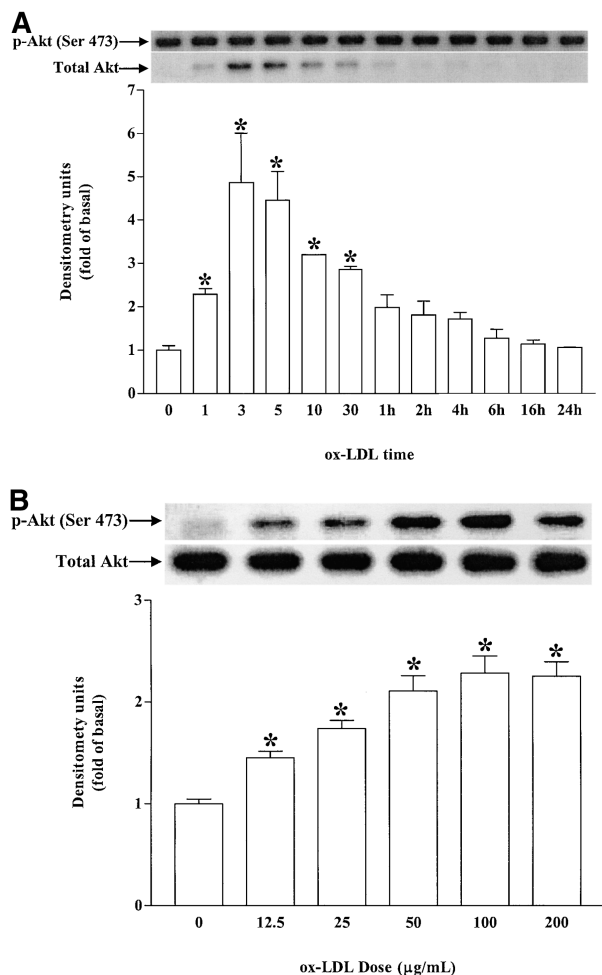 A
p-Akt (Ser 473)
Total Akt
Densitometry units
(fold of basal)
7
6
5
4
3
2
1
0
* * * * *
0 1 3 5 10 30 1h 2h 4h 6h 16h 24h
ox-LDL time
B
p-Akt (Ser 473)
Total Akt
Densitomety units
(fold of basal)
3
2
1
0
* * * * *
0 12.5 25 50 100 200
ox-LDL Dose (µg/mL)